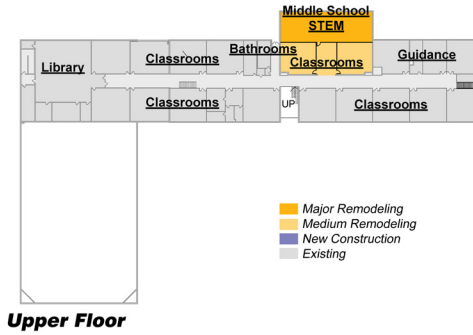 Middle School
STEM
Bathrooms
Library
Classrooms
Classrooms
Guidance
Classrooms
UP
Classrooms
Major Remodeling
Medium Remodeling
New Construction
Existing
Upper Floor